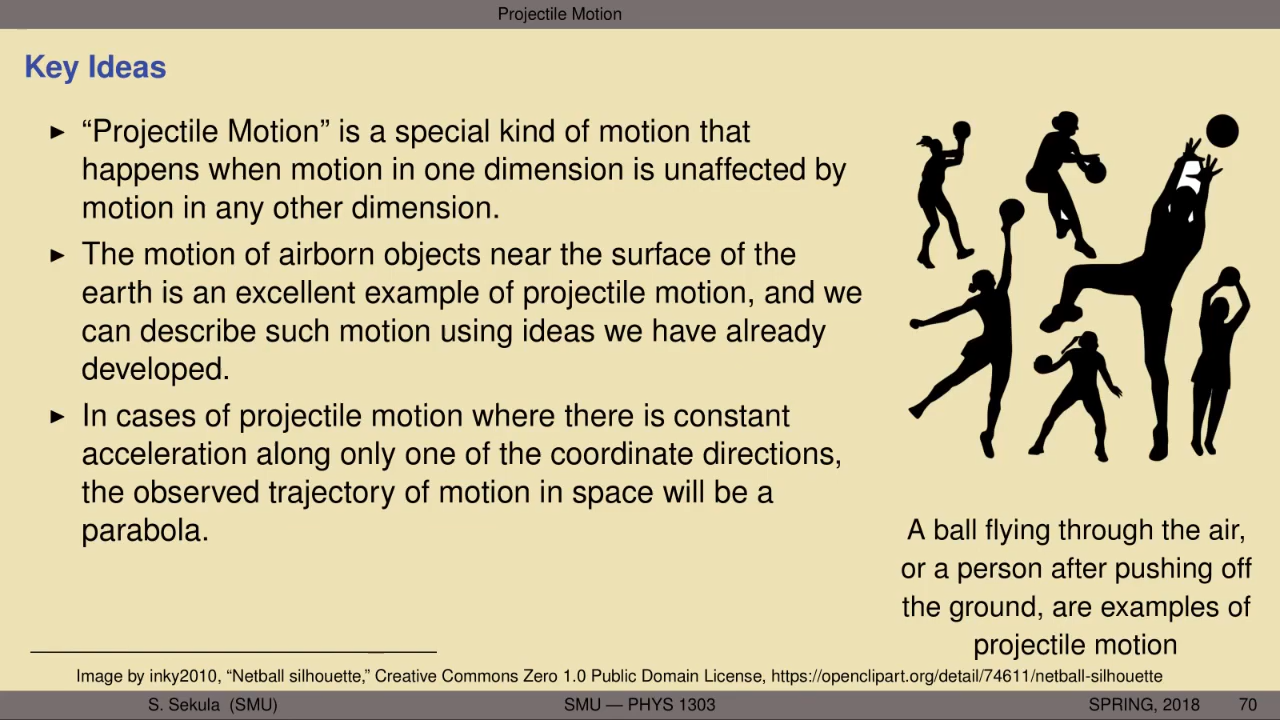 Projectile Motion
Key Ideas
▶ “Projectile Motion” is a special kind of motion that
happens when motion in one dimension is unaffected by
motion in any other dimension.
▶ The motion of airborn objects near the surface of the
earth is an excellent example of projectile motion, and we
can describe such motion using ideas we have already
developed.
▶ In cases of projectile motion where there is constant
acceleration along only one of the coordinate directions,
the observed trajectory of motion in space will be a
parabola.
A ball flying through the air,
or a person after pushing off
the ground, are examples of
projectile motion
Image by inky2010, “Netball silhouette,” Creative Commons Zero 1.0 Public Domain License, https://openclipart.org/detail/74611/netball-silhouette
S. Sekula (SMU) SMU — PHYS 1303 SPRING, 2018 70